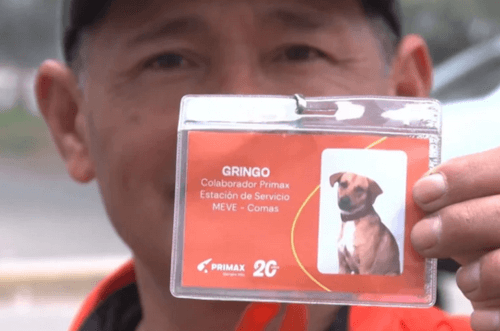 GRINGO
Colaborador Primax
Estación de Servicio
MEVE - Comas
PRIMAX
20